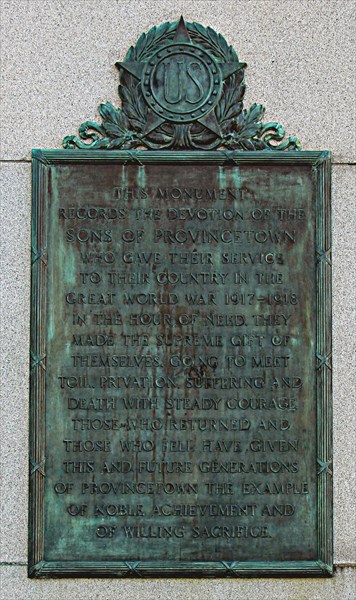 US
THIS MONUMENT
RECORDS THE DEVOTION OF THE
SONS OF PROVINCETOWN
WHO GAVE THEIR SERVICE
TO THEIR COUNTRY IN THE
GREAT WORLD WAR 1917-1918
IN THE HOUR OF NEED. THEY
MADE THE SUPREME GIFT OF
THEMSELVES. GOING TO MEET
TOIL, PRIVATION, SUFFERING AND
DEATH WITH STEADY COURAGE
THOSE WHO RETURNED AND
THOSE WHO FELL HAVE GIVEN
THIS AND FUTURE GENERATIONS
OF PROVINCETOWN THE EXAMPLE
OF NOBLE ACHIEVEMENT AND
OF WILLING SACRIFICE.